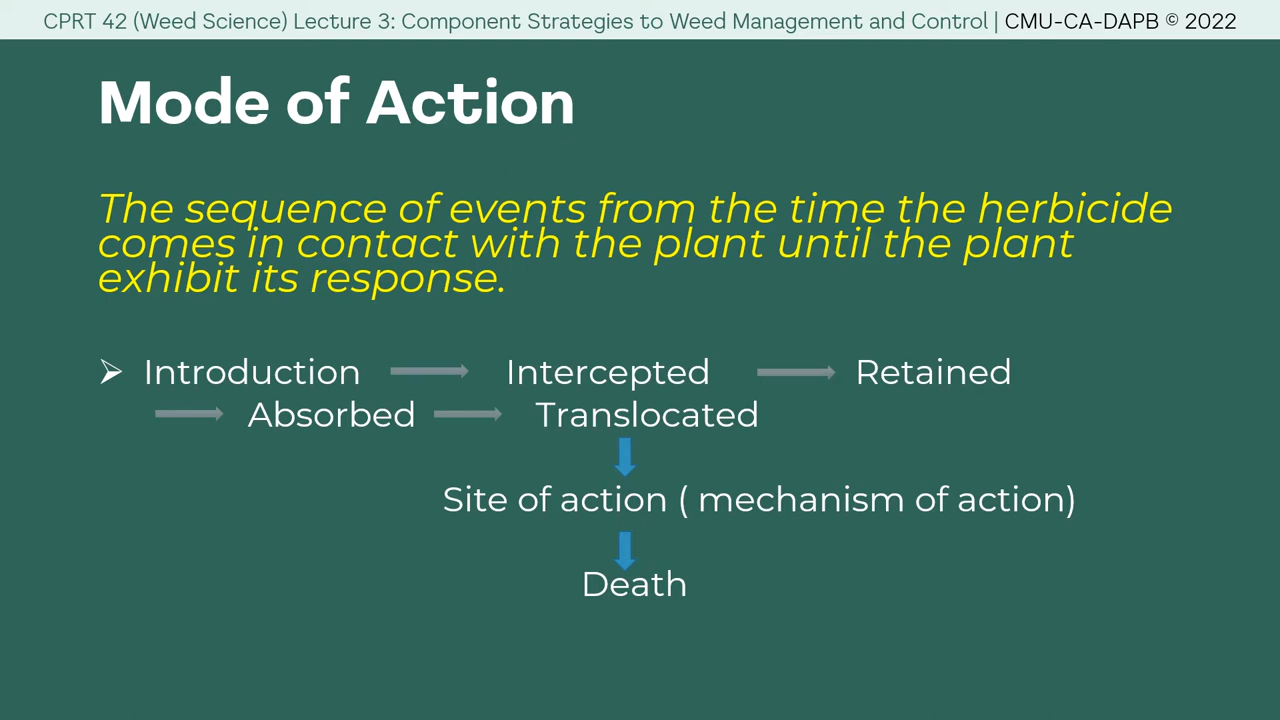 CPRT 42 (Weed Science) Lecture 3: Component Strategies to Weed Management and Control | CMU-CA-DAPB © 2022
Mode of Action
The sequence of events from the time the herbicide
comes in contact with the plant until the plant
exhibit its response.
➢ Introduction Intercepted Retained
Absorbed Translocated
Site of action ( mechanism of action)
Death